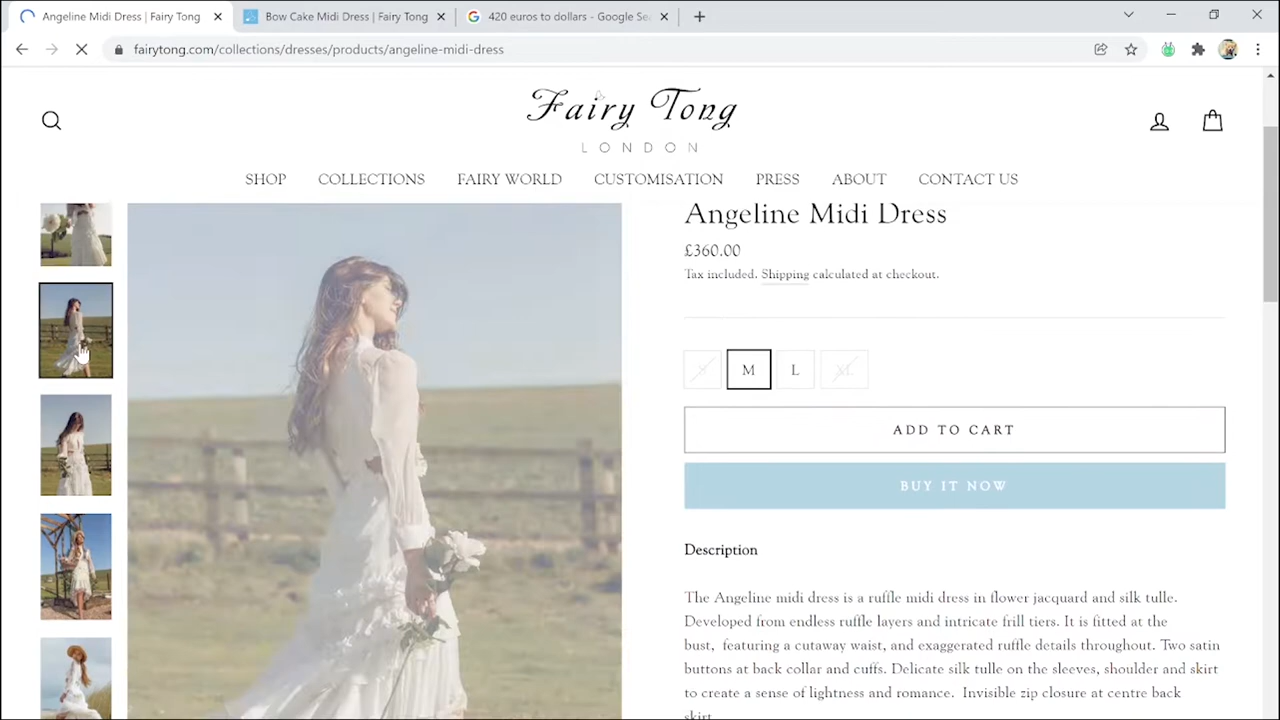 Angeline Midi Dress | Fairy Tong
Bow Cake Midi Dress | Fairy Tong
420 euros to dollars - Google Se
fairytong.com/collections/dresses/products/angeline-midi-dress
Fairy Tong
LONDON
SHOP COLLECTIONS FAIRY WORLD CUSTOMISATION PRESS ABOUT CONTACT US
Angeline Midi Dress
£360.00
Tax included. Shipping calculated at checkout.
S M L XL
ADD TO CART
BUY IT NOW
Description
The Angeline midi dress is a ruffle midi dress in flower jacquard and silk tulle.
Developed from endless ruffle layers and intricate frill tiers. It is fitted at the
bust, featuring a cutaway waist, and exaggerated ruffle details throughout. Two satin
buttons at back collar and cuffs. Delicate silk tulle on the sleeves, shoulder and skirt
to create a sense of lightness and romance. Invisible zip closure at centre back
skirt